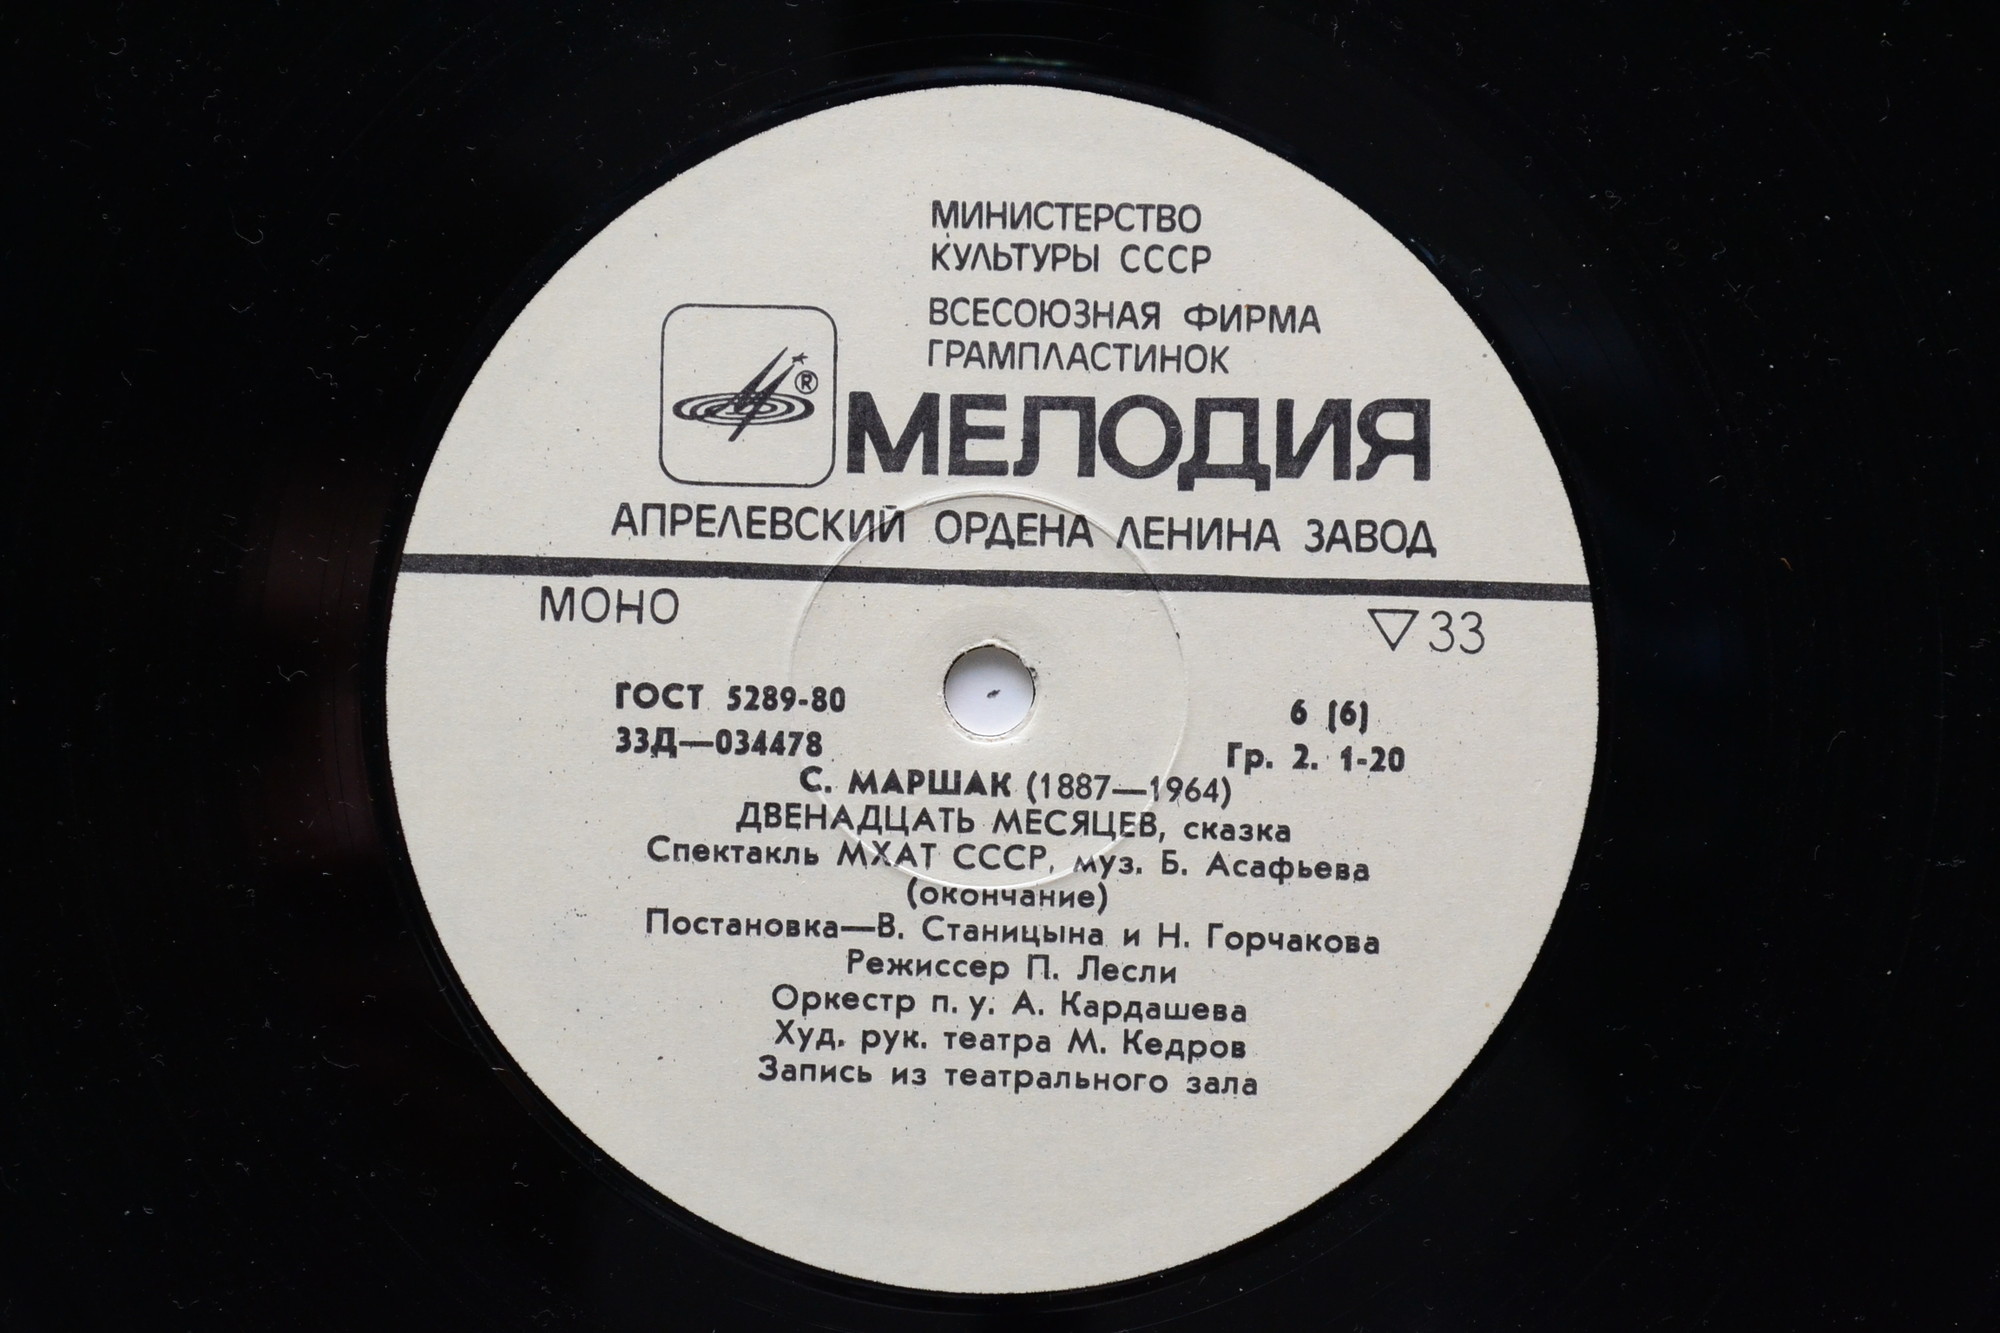 МИНИСТЕРСТВО
КУЛЬТУРЫ СССР
ВСЕСОЮЗНАЯ ФИРМА
ГРАМПЛАСТИНОК
®
МЕЛОДИЯ
АПРЕЛЕВСКИЙ ОРДЕНА ЛЕНИНА ЗАВОД
МОНО
▽33
ГОСТ 5289-80
6 (6)
33Д—034478
Гр. 2. 1-20
С. МАРШАК (1887—1964)
ДВЕНАДЦАТЬ МЕСЯЦЕВ, сказка
Спектакль МХАТ СССР, муз. Б. Асафьева
(окончание)
Постановка—В. Станицына и Н. Горчакова
Режиссер П. Лесли
Оркестр п. у. А. Кардашева
Худ. рук. театра М. Кедров
Запись из театрального зала